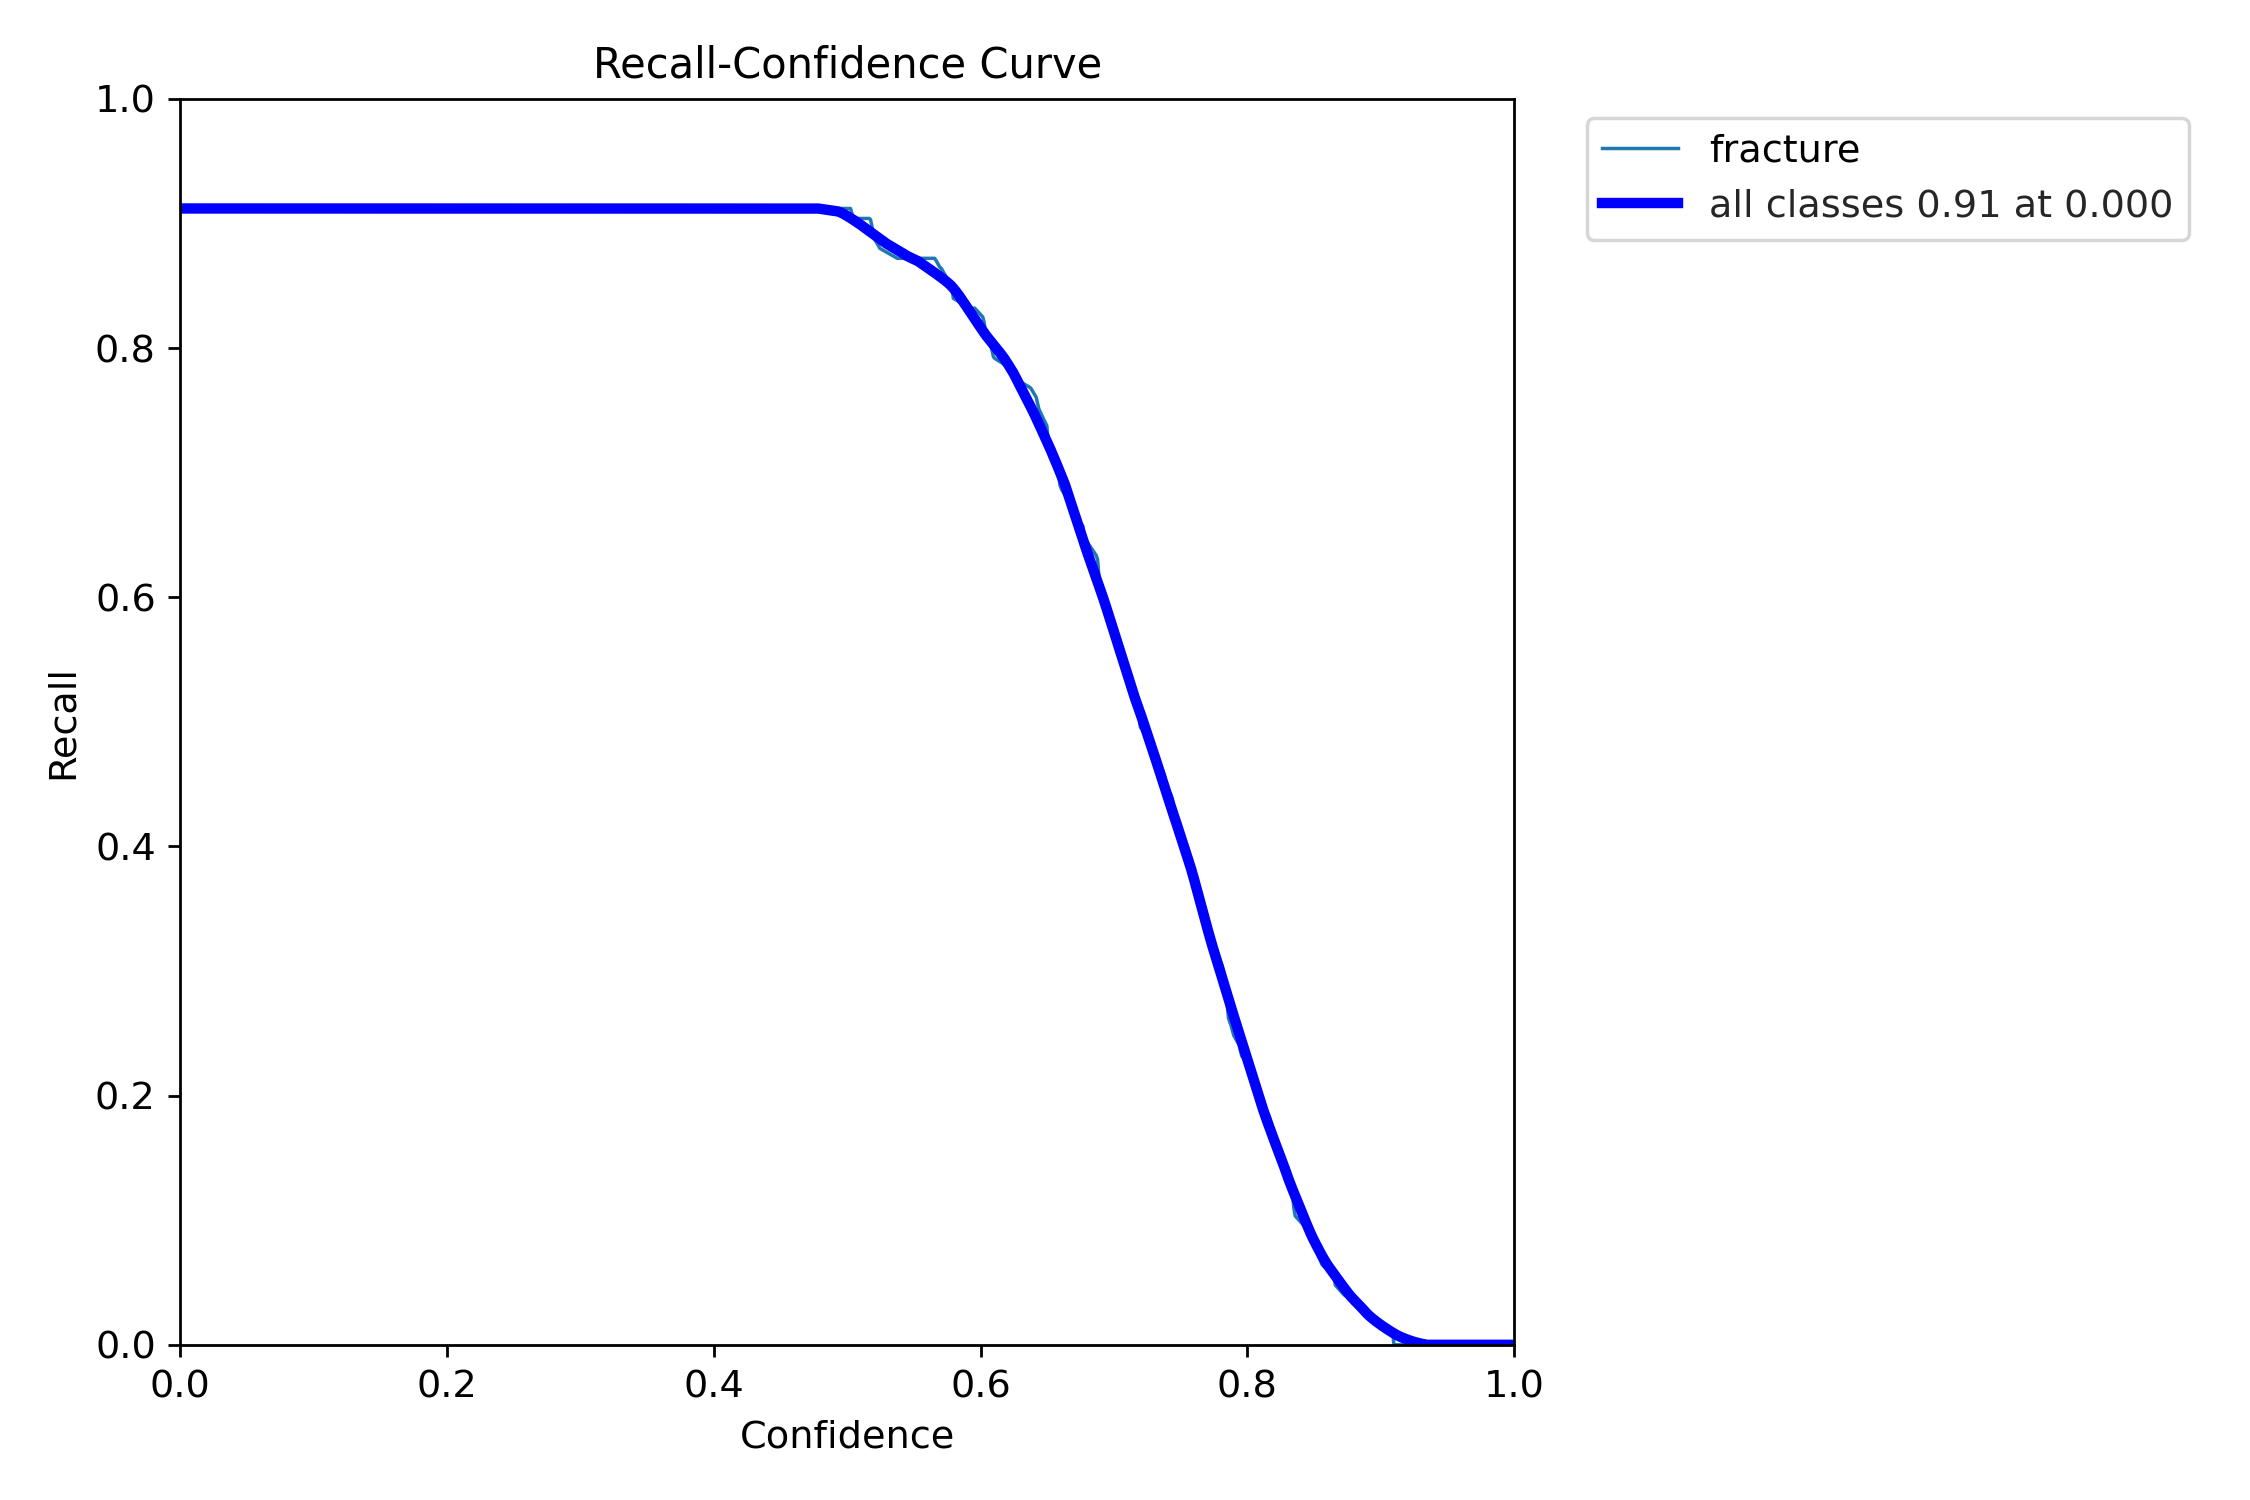 Recall-Confidence Curve
1.0
0.8
0.6
0.4
0.2
0.0
Recall
0.0 0.2 0.4 0.6 0.8 1.0
Confidence
fracture
all classes 0.91 at 0.000